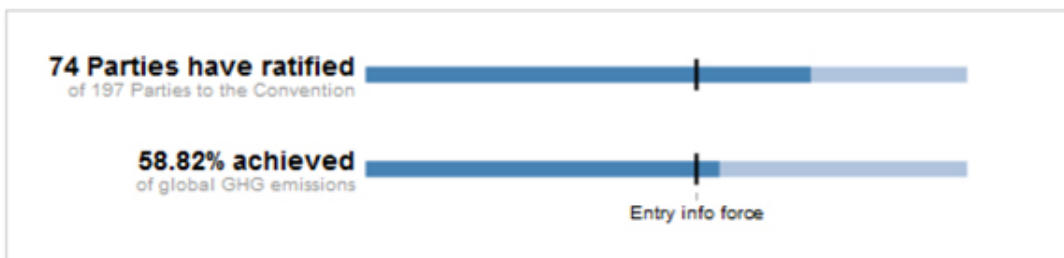 74 Parties have ratified
of 197 Parties to the Convention
58.82% achieved
of global GHG emissions
Entry info force